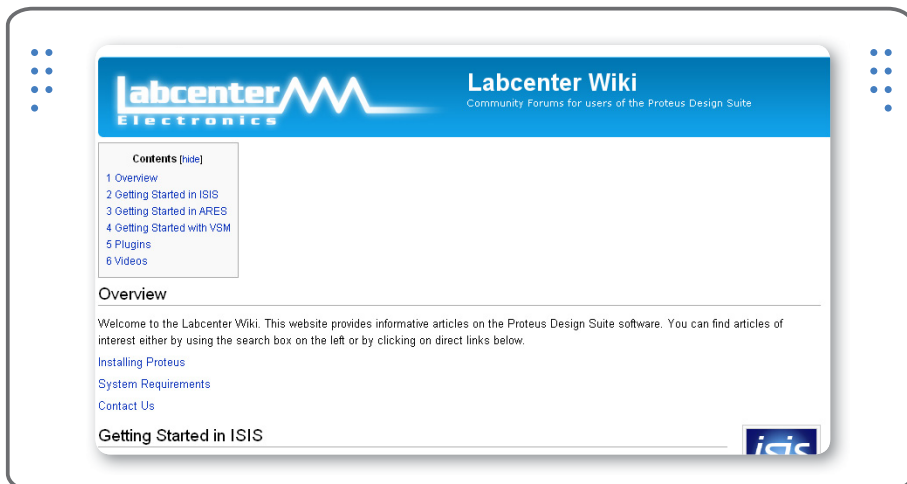 Labcenter
Electronics
Labcenter Wiki
Community Forums for users of the Proteus Design Suite
Contents [hide]
1 Overview
2 Getting Started in ISIS
3 Getting Started in ARES
4 Getting Started with VSM
5 Plugins
6 Videos
Overview
Welcome to the Labcenter Wiki. This website provides informative articles on the Proteus Design Suite software. You can find articles of
interest either by using the search box on the left or by clicking on direct links below.
Installing Proteus
System Requirements
Contact Us
Getting Started in ISIS
isis